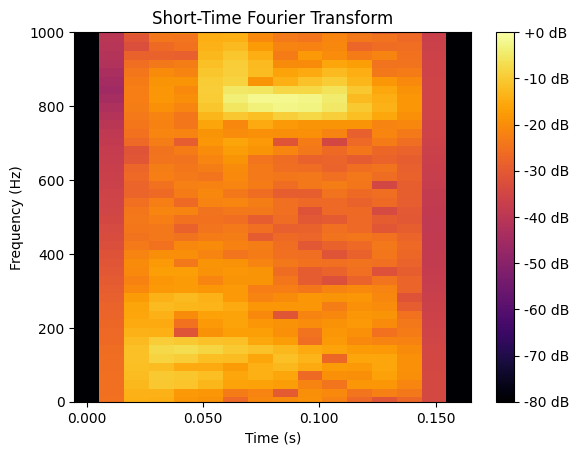 Short-Time Fourier Transform
1000
800
600
400
200
0
Frequency (Hz)
0.000
0.050
0.100
0.150
Time (s)
+0 dB
-10 dB
-20 dB
-30 dB
-40 dB
-50 dB
-60 dB
-70 dB
-80 dB